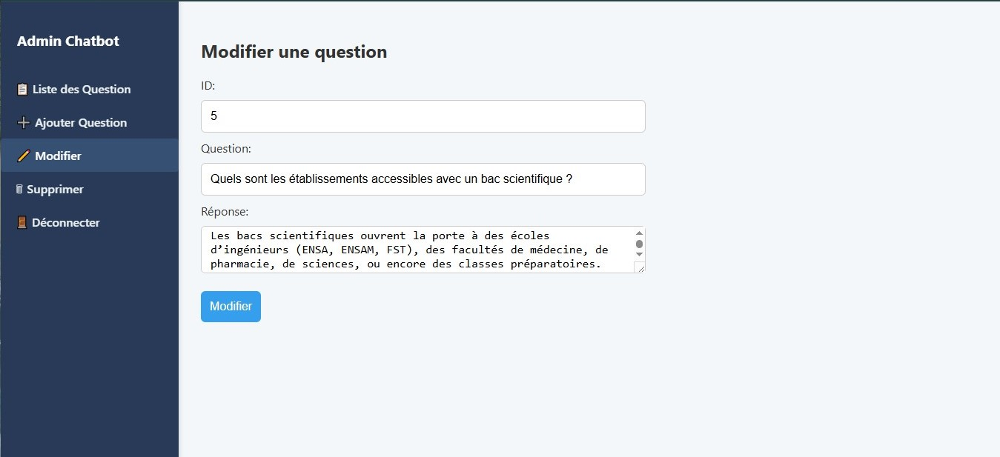 Admin Chatbot
Liste des Question
Ajouter Question
Modifier
Supprimer
Déconnecter
Modifier une question
ID:
5
Question:
Quels sont les établissements accessibles avec un bac scientifique ?
Réponse:
Les bacs scientifiques ouvrent la porte à des écoles
d’ingénieurs (ENSA, ENSAM, FST), des facultés de médecine, de
pharmacie, de sciences, ou encore des classes préparatoires.
Modifier